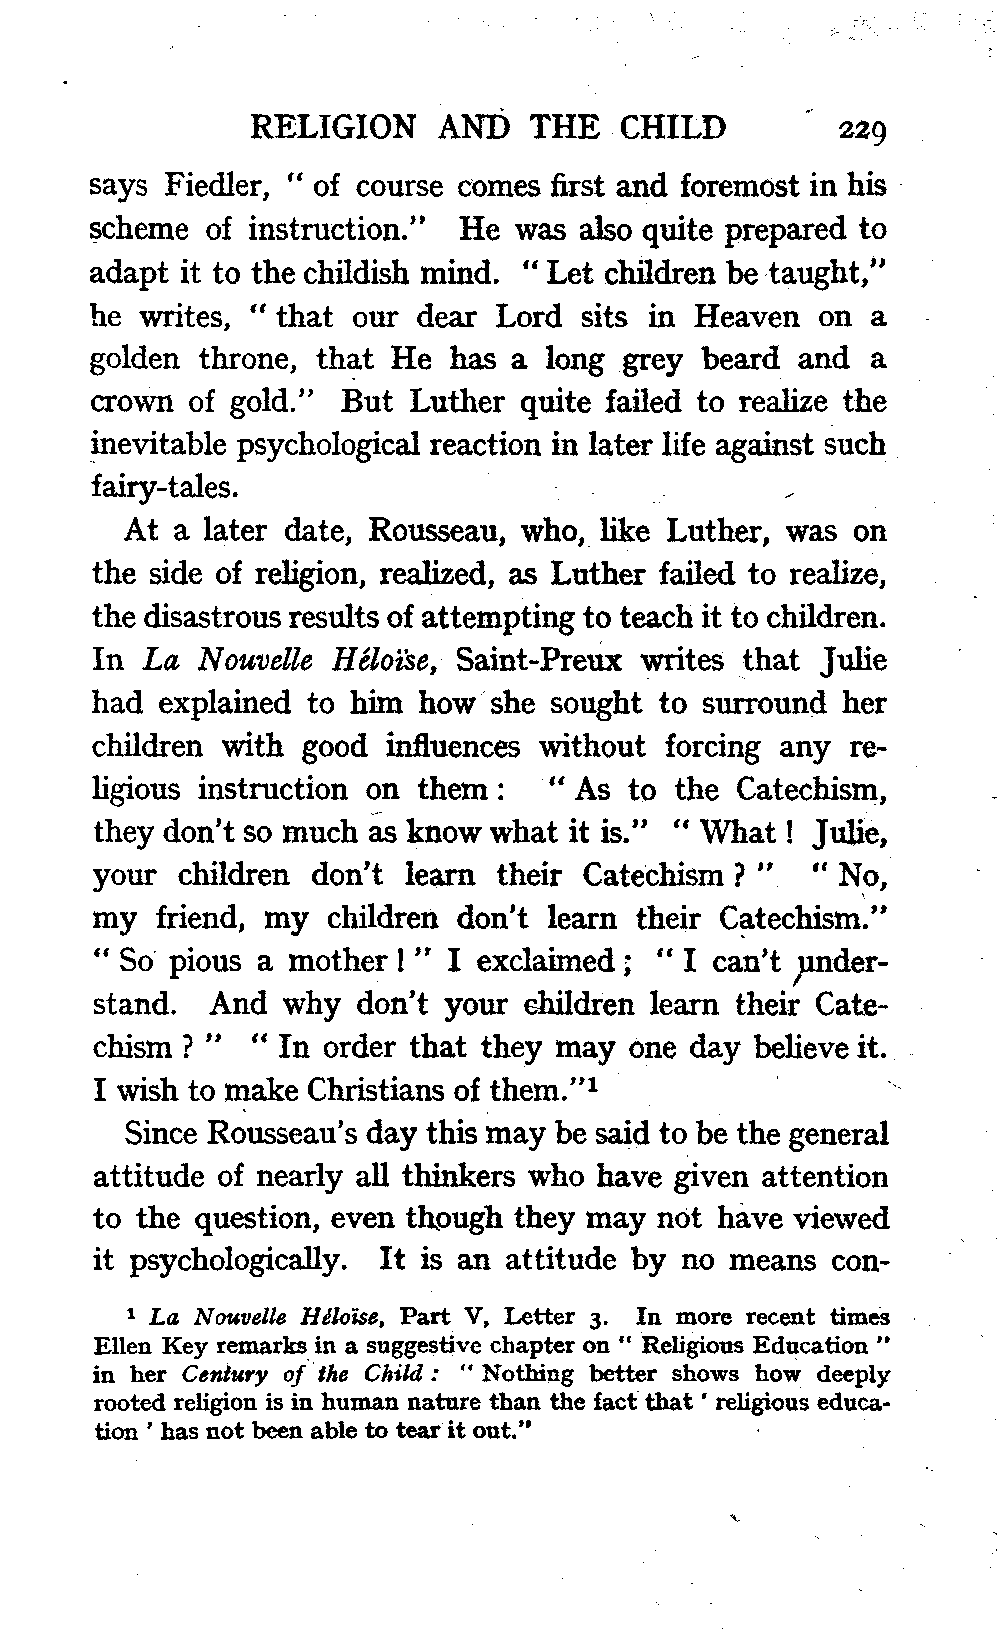 RELIGION AND THE CHILD 229
says Fiedler, " of course comes first and foremost in his
scheme of instruction." He was also quite prepared to
adapt it to the childish mind. " Let children be taught,"
he writes, " that our dear Lord sits in Heaven on a
golden throne, that He has a long grey beard and a
crown of gold." But Luther quite failed to realize the
inevitable psychological reaction in later life against such
fairy-tales.
At a later date, Rousseau, who, like Luther, was on
the side of religion, realized, as Luther failed to realize,
the disastrous results of attempting to teach it to children.
In La Nouvelle Héloïse, Saint-Preux writes that Julie
had explained to him how she sought to surround her
children with good influences without forcing any re-
ligious instruction on them : " As to the Catechism,
they don't so much as know what it is." " What ! Julie,
your children don't learn their Catechism ? " " No,
my friend, my children don't learn their Catechism."
" So pious a mother ! " I exclaimed ; " I can't under-
stand. And why don't your children learn their Cate-
chism ? " " In order that they may one day believe it.
I wish to make Christians of them."¹
Since Rousseau's day this may be said to be the general
attitude of nearly all thinkers who have given attention
to the question, even though they may not have viewed
it psychologically. It is an attitude by no means con-
¹ La Nouvelle Héloïse, Part V, Letter 3. In more recent times
Ellen Key remarks in a suggestive chapter on " Religious Education "
in her Century of the Child : " Nothing better shows how deeply
rooted religion is in human nature than the fact that ' religious educa-
tion ' has not been able to tear it out."